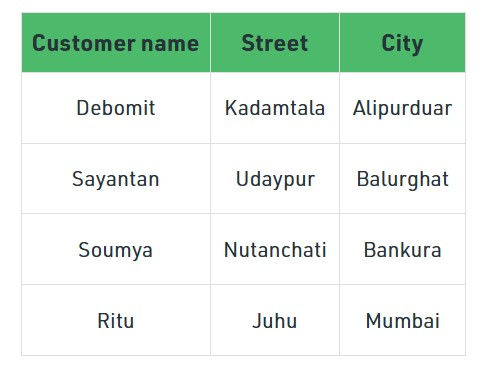 Customer name Street City
Debomit Kadamtala Alipurduar
Sayantan Udaypur Balurghat
Soumya Nutanchati Bankura
Ritu Juhu Mumbai